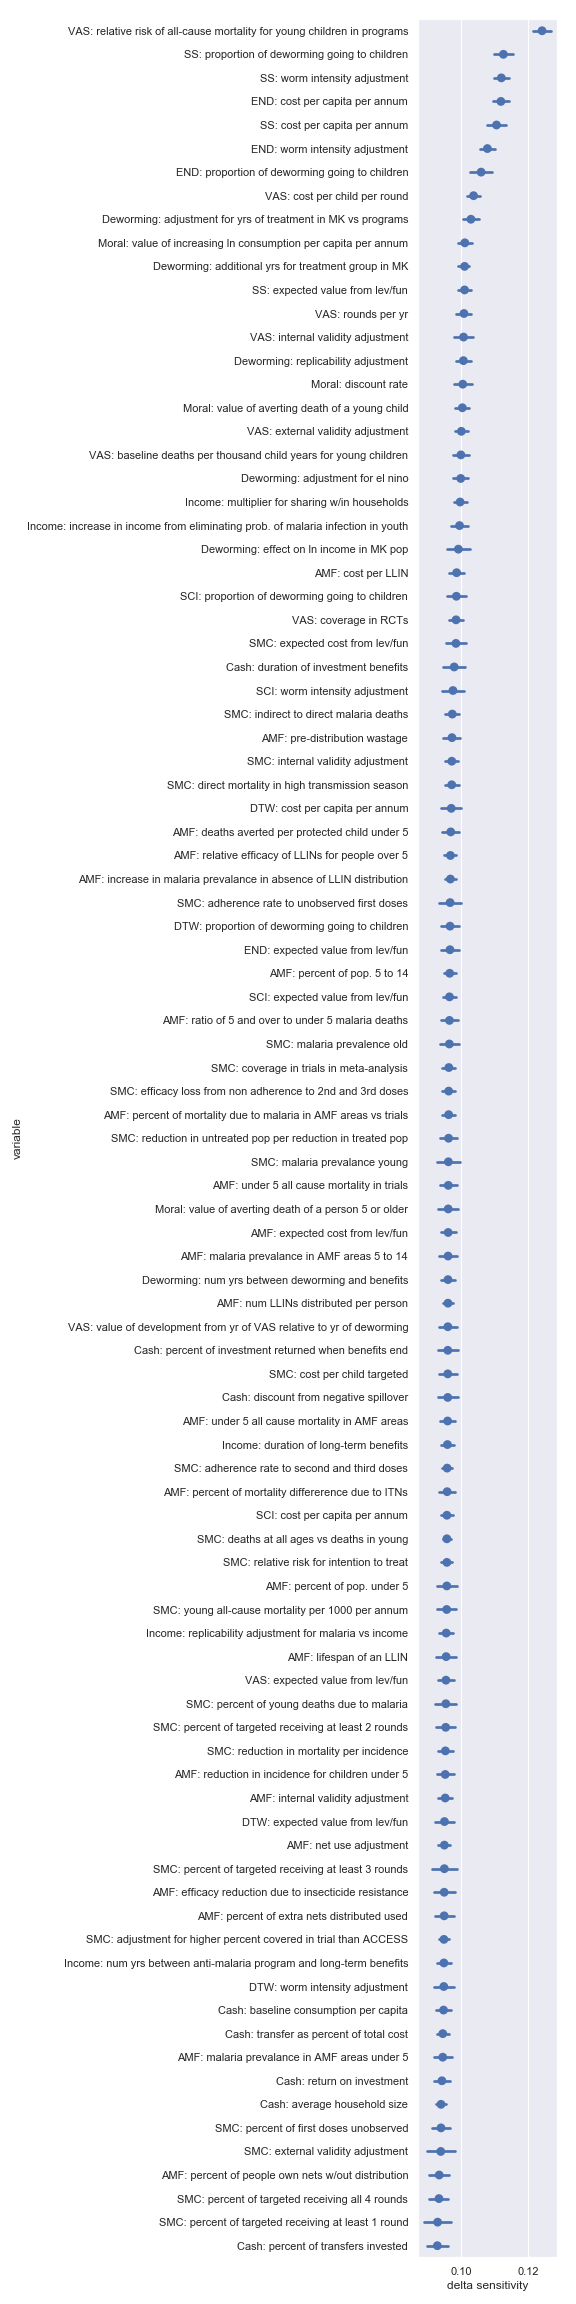 VAS: relative risk of all-cause mortality for young children in programs
SS: proportion of deworming going to children
SS: worm intensity adjustment
END: cost per capita per annum
SS: cost per capita per annum
END: worm intensity adjustment
END: proportion of deworming going to children
VAS: cost per child per round
Deworming: adjustment for yrs of treatment in MK vs programs
Moral: value of increasing ln consumption per capita per annum
Deworming: additional yrs for treatment group in MK
SS: expected value from lev/fun
VAS: rounds per yr
VAS: internal validity adjustment
Deworming: replicability adjustment
Moral: discount rate
Moral: value of averting death of a young child
VAS: external validity adjustment
VAS: baseline deaths per thousand child years for young children
Deworming: adjustment for el nino
Income: multiplier for sharing w/in households
Income: increase in income from eliminating prob. of malaria infection in youth
Deworming: effect on ln income in MK pop
AMF: cost per LLIN
SCI: proportion of deworming going to children
VAS: coverage in RCTs
SMC: expected cost from lev/fun
Cash: duration of investment benefits
SCI: worm intensity adjustment
SMC: indirect to direct malaria deaths
AMF: pre-distribution wastage
SMC: internal validity adjustment
SMC: direct mortality in high transmission season
DTW: cost per capita per annum
AMF: deaths averted per protected child under 5
AMF: relative efficacy of LLINs for people over 5
AMF: increase in malaria prevalance in absence of LLIN distribution
SMC: adherence rate to unobserved first doses
DTW: proportion of deworming going to children
END: expected value from lev/fun
AMF: percent of pop. 5 to 14
SCI: expected value from lev/fun
AMF: ratio of 5 and over to under 5 malaria deaths
SMC: malaria prevalence old
SMC: coverage in trials in meta-analysis
SMC: efficacy loss from non adherence to 2nd and 3rd doses
AMF: percent of mortality due to malaria in AMF areas vs trials
SMC: reduction in untreated pop per reduction in treated pop
variable
SMC: malaria prevalance young
AMF: under 5 all cause mortality in trials
Moral: value of averting death of a person 5 or older
AMF: expected cost from lev/fun
AMF: malaria prevalance in AMF areas 5 to 14
Deworming: num yrs between deworming and benefits
AMF: num LLINs distributed per person
VAS: value of development from yr of VAS relative to yr of deworming
Cash: percent of investment returned when benefits end
SMC: cost per child targeted
Cash: discount from negative spillover
AMF: under 5 all cause mortality in AMF areas
Income: duration of long-term benefits
SMC: adherence rate to second and third doses
AMF: percent of mortality differerence due to ITNs
SCI: cost per capita per annum
SMC: deaths at all ages vs deaths in young
SMC: relative risk for intention to treat
AMF: percent of pop. under 5
SMC: young all-cause mortality per 1000 per annum
Income: replicability adjustment for malaria vs income
AMF: lifespan of an LLIN
VAS: expected value from lev/fun
SMC: percent of young deaths due to malaria
SMC: percent of targeted receiving at least 2 rounds
SMC: reduction in mortality per incidence
AMF: reduction in incidence for children under 5
AMF: internal validity adjustment
DTW: expected value from lev/fun
AMF: net use adjustment
SMC: percent of targeted receiving at least 3 rounds
AMF: efficacy reduction due to insecticide resistance
AMF: percent of extra nets distributed used
SMC: adjustment for higher percent covered in trial than ACCESS
Income: num yrs between anti-malaria program and long-term benefits
DTW: worm intensity adjustment
Cash: baseline consumption per capita
Cash: transfer as percent of total cost
AMF: malaria prevalance in AMF areas under 5
Cash: return on investment
Cash: average household size
SMC: percent of first doses unobserved
SMC: external validity adjustment
AMF: percent of people own nets w/out distribution
SMC: percent of targeted receiving all 4 rounds
SMC: percent of targeted receiving at least 1 round
Cash: percent of transfers invested
0.10 0.12
delta sensitivity